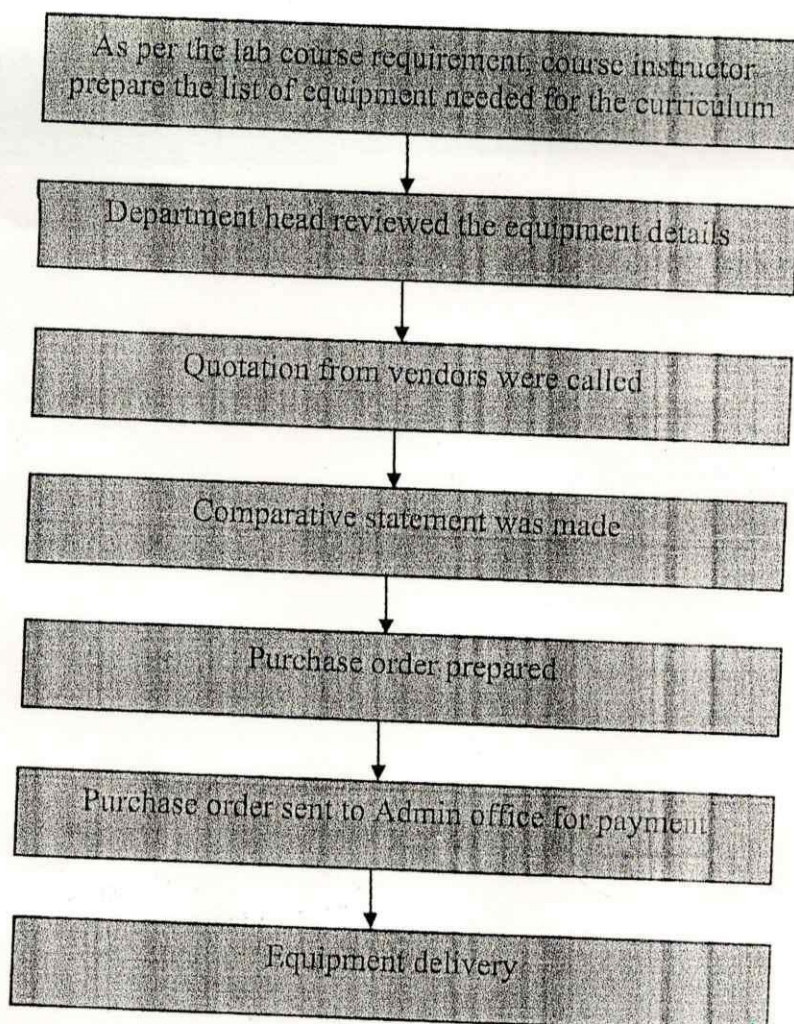 As per the lab course requirement, course instructor
prepare the list of equipment needed for the curriculum
Department head reviewed the equipment details
Quotation from vendors were called
Comparative statement was made
Purchase order prepared
Purchase order sent to Admin office for payment
Equipment delivery